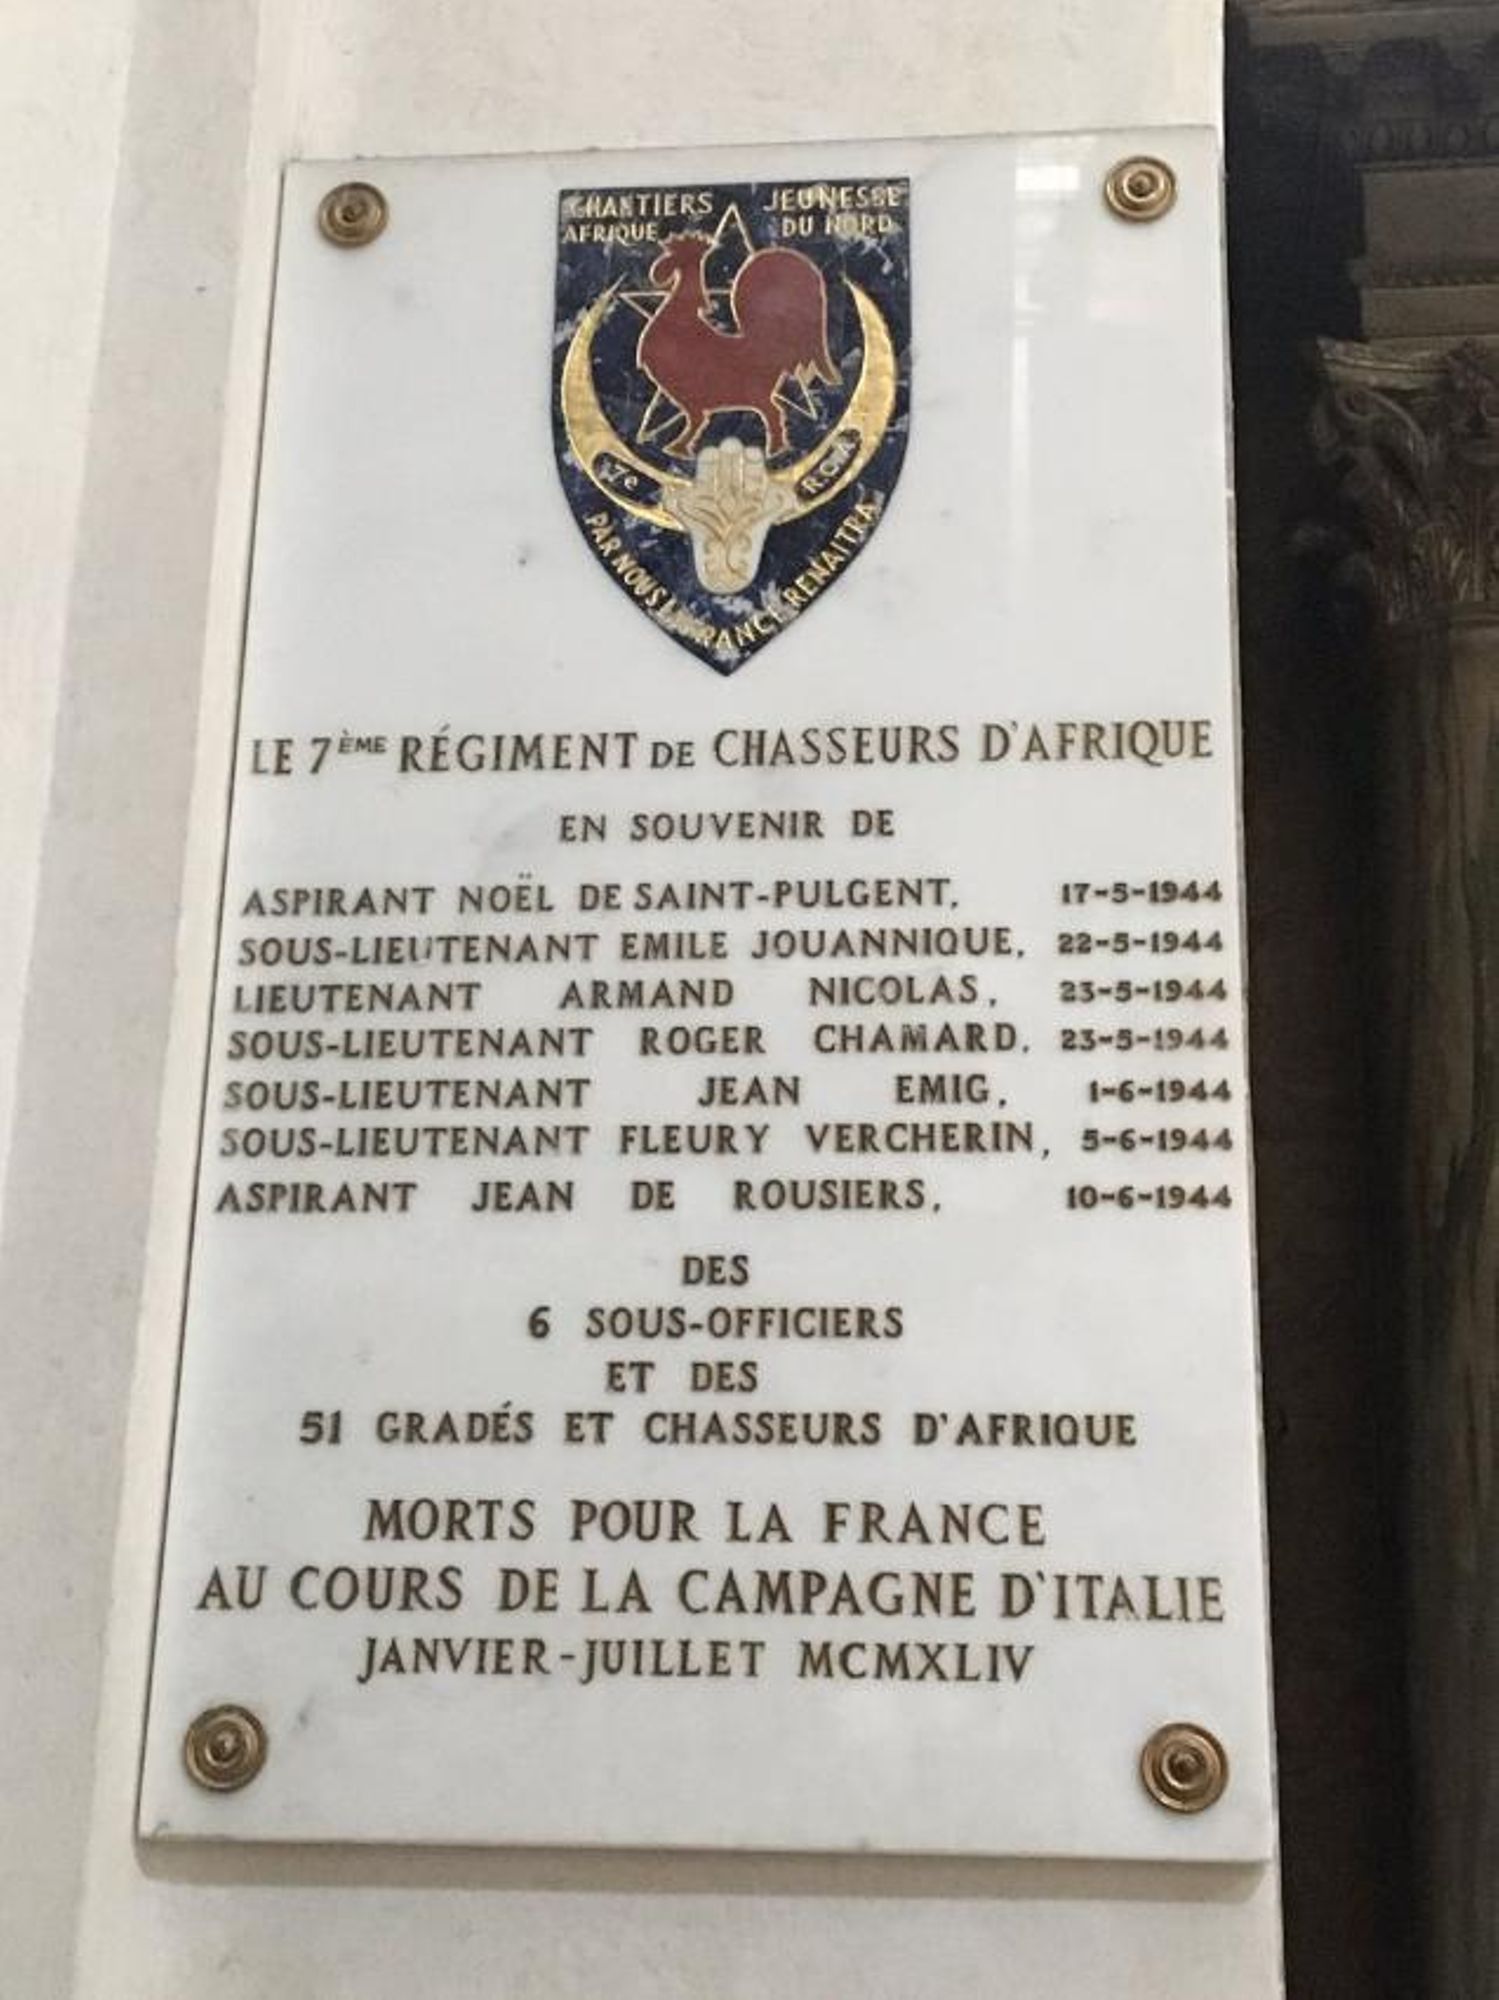 CHANTIERS JEUNESSE
AFRIQUE DU NORD
7e R.C.A
PAR NOUS LA FRANCE RENAITRA
LE 7ÈME RÉGIMENT DE CHASSEURS D'AFRIQUE
EN SOUVENIR DE
ASPIRANT NOËL DE SAINT-PULGENT, 17-5-1944
SOUS-LIEUTENANT EMILE JOUANNIQUE, 22-5-1944
LIEUTENANT ARMAND NICOLAS, 23-5-1944
SOUS-LIEUTENANT ROGER CHAMARD, 23-5-1944
SOUS-LIEUTENANT JEAN EMIG, 1-6-1944
SOUS-LIEUTENANT FLEURY VERCHERIN, 5-6-1944
ASPIRANT JEAN DE ROUSIERS, 10-6-1944
DES
6 SOUS-OFFICIERS
ET DES
51 GRADÉS ET CHASSEURS D'AFRIQUE
MORTS POUR LA FRANCE
AU COURS DE LA CAMPAGNE D'ITALIE
JANVIER-JUILLET MCMXLIV